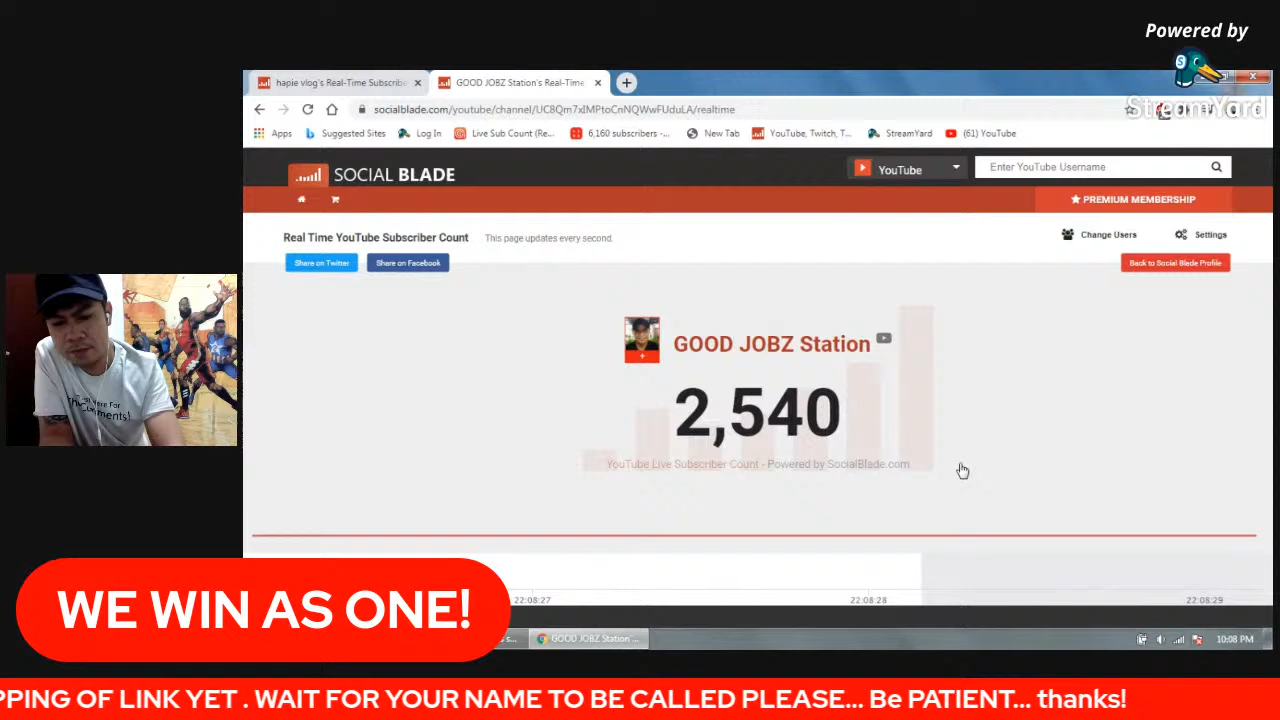 Powered by
StreamYard
hapie vlog's Real-Time Subscribe
GOOD JOBZ Station's Real-Time
socialblade.com/youtube/channel/UC8Qm7xIMPtoCnNQWwFUduLA/realtime
Apps
Suggested Sites
Log In
Live Sub Count (Re...
6,160 subscribers -...
New Tab
YouTube, Twitch, T...
StreamYard
(61) YouTube
SOCIAL BLADE
YouTube
Enter YouTube Username
PREMIUM MEMBERSHIP
Real Time YouTube Subscriber Count
This page updates every second.
Change Users
Settings
Share on Twitter
Share on Facebook
Back to Social Blade Profile
GOOD JOBZ Station
2,540
YouTube Live Subscriber Count - Powered by SocialBlade.com
22:08:27
22:08:28
22:08:29
WE WIN AS ONE!
GOOD JOBZ Station'...
10:08 PM
PPING OF LINK YET . WAIT FOR YOUR NAME TO BE CALLED PLEASE... Be PATIENT... thanks!